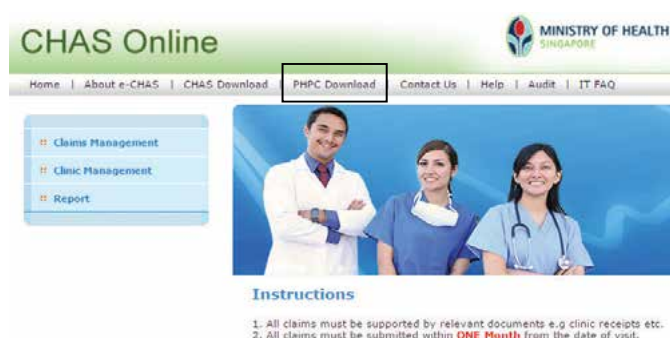 CHAS Online
MINISTRY OF HEALTH
SINGAPORE
Home | About e-CHAS | CHAS Download | PHPC Download | Contact Us | Help | Audit | IT FAQ
Claims Management
Clinic Management
Report
Instructions
1. All claims must be supported by relevant documents e.g clinic receipts etc.
2. All claims must be submitted within ONE Month from the date of visit.